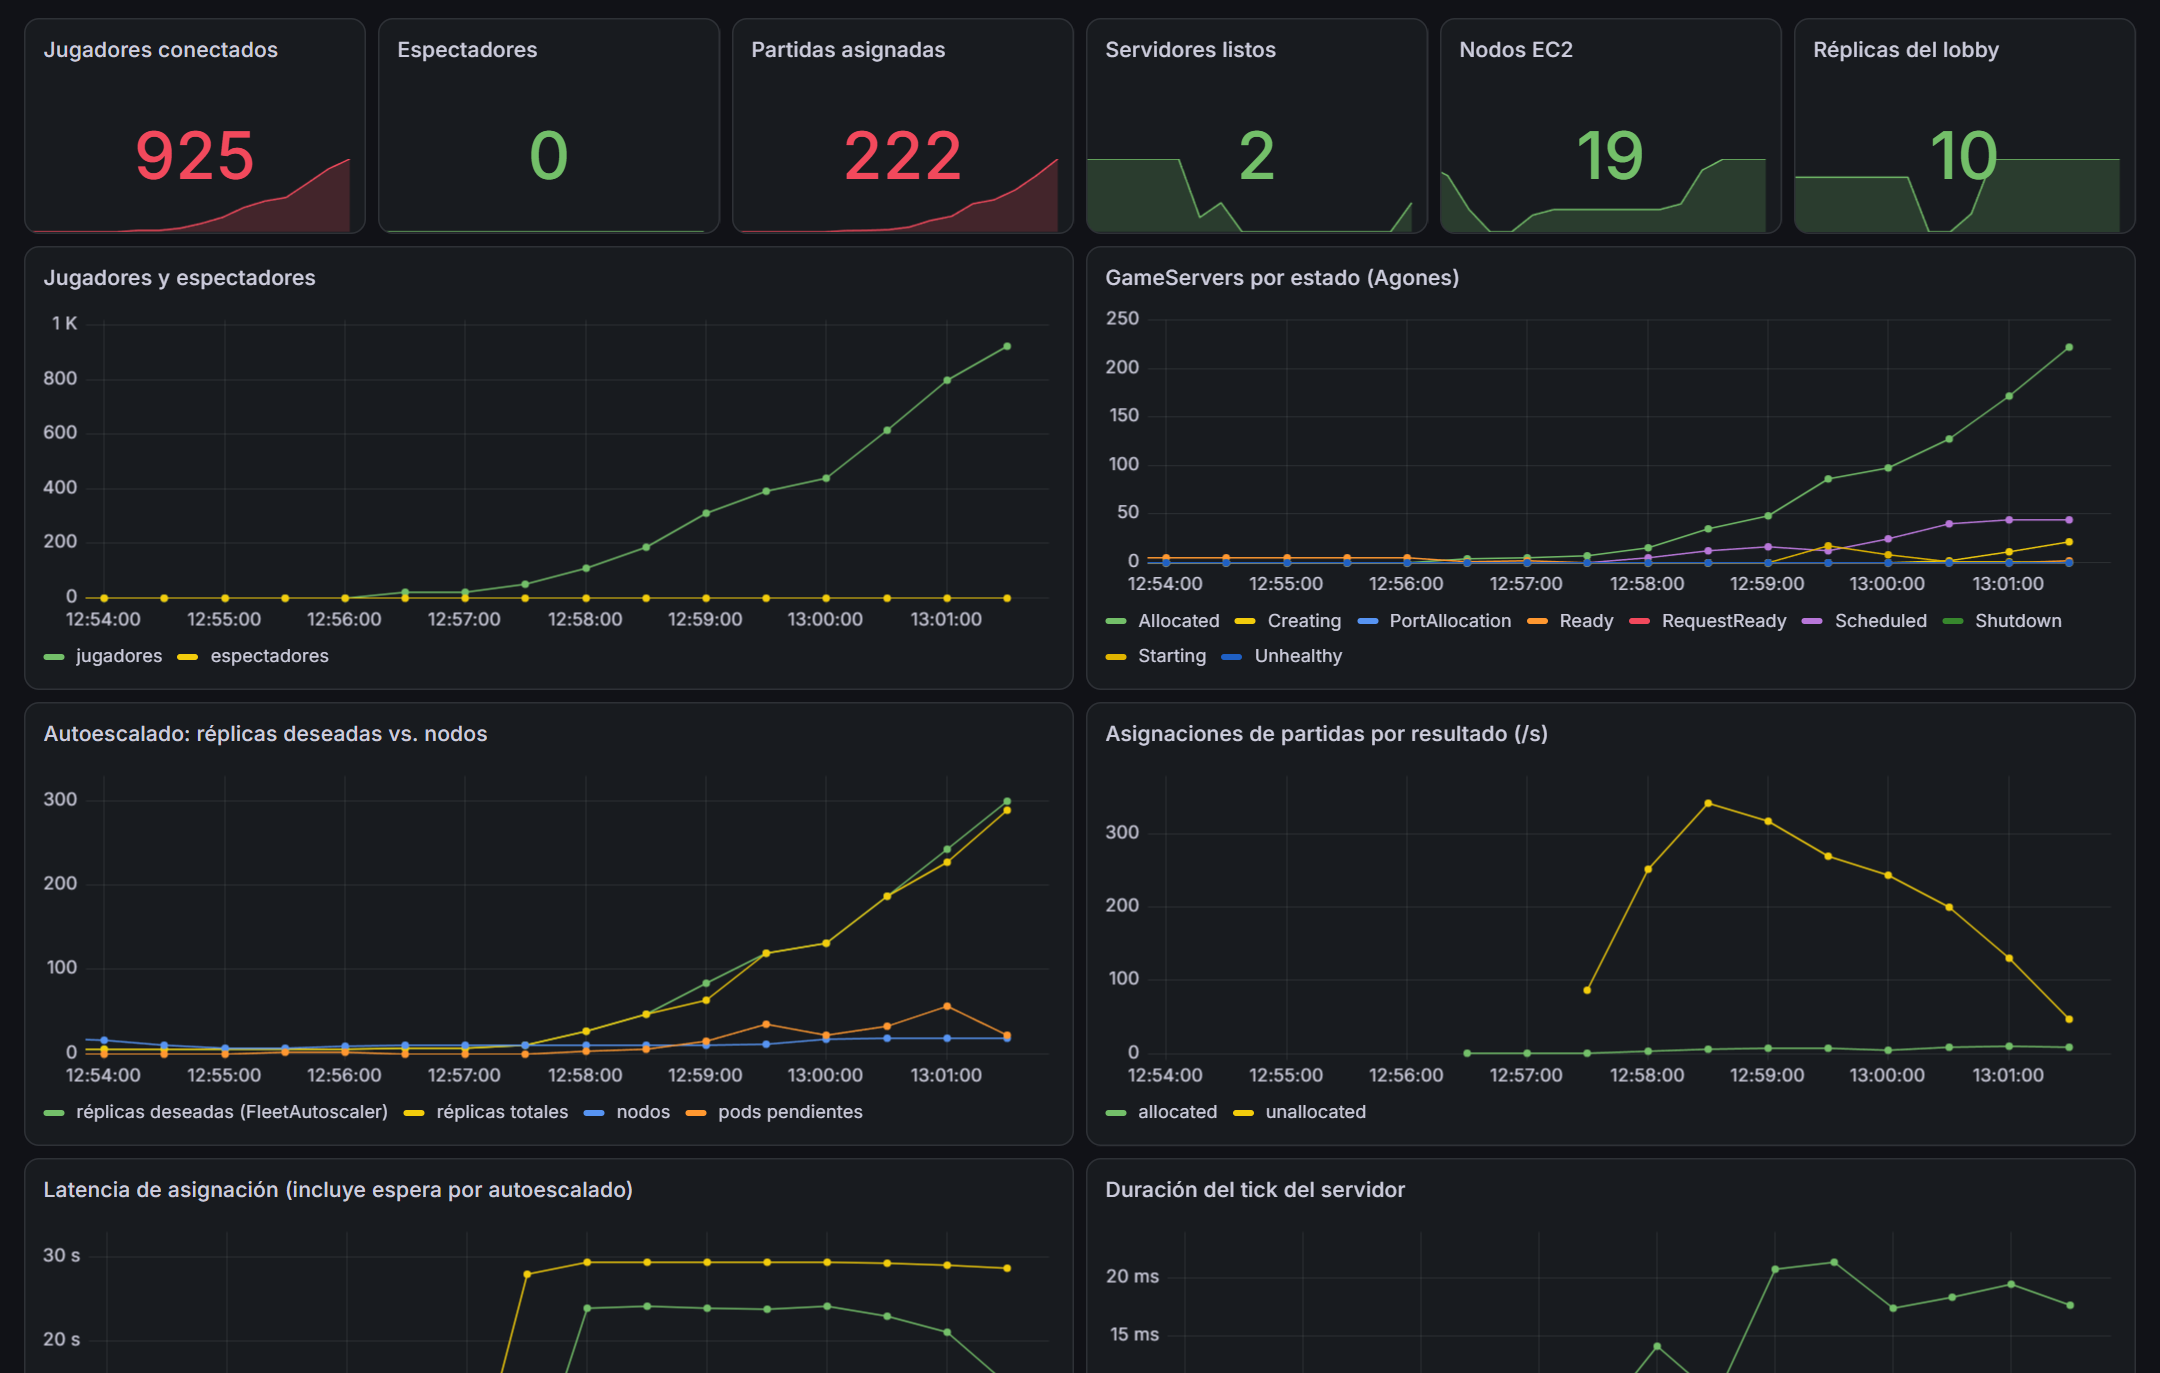 Jugadores conectados
Espectadores
Partidas asignadas
Servidores listos
Nodos EC2
Réplicas del lobby
925
0
222
2
19
10
Jugadores y espectadores
1 K
800
600
400
200
0
12:54:00 12:55:00 12:56:00 12:57:00 12:58:00 12:59:00 13:00:00 13:01:00
jugadores espectadores
GameServers por estado (Agones)
250
200
150
100
50
0
12:54:00 12:55:00 12:56:00 12:57:00 12:58:00 12:59:00 13:00:00 13:01:00
Allocated Creating PortAllocation Ready RequestReady Scheduled Shutdown
Starting Unhealthy
Autoescalado: réplicas deseadas vs. nodos
300
200
100
0
12:54:00 12:55:00 12:56:00 12:57:00 12:58:00 12:59:00 13:00:00 13:01:00
réplicas deseadas (FleetAutoscaler) réplicas totales nodos pods pendientes
Asignaciones de partidas por resultado (/s)
300
200
100
0
12:54:00 12:55:00 12:56:00 12:57:00 12:58:00 12:59:00 13:00:00 13:01:00
allocated unallocated
Latencia de asignación (incluye espera por autoescalado)
30 s
20 s
Duración del tick del servidor
20 ms
15 ms